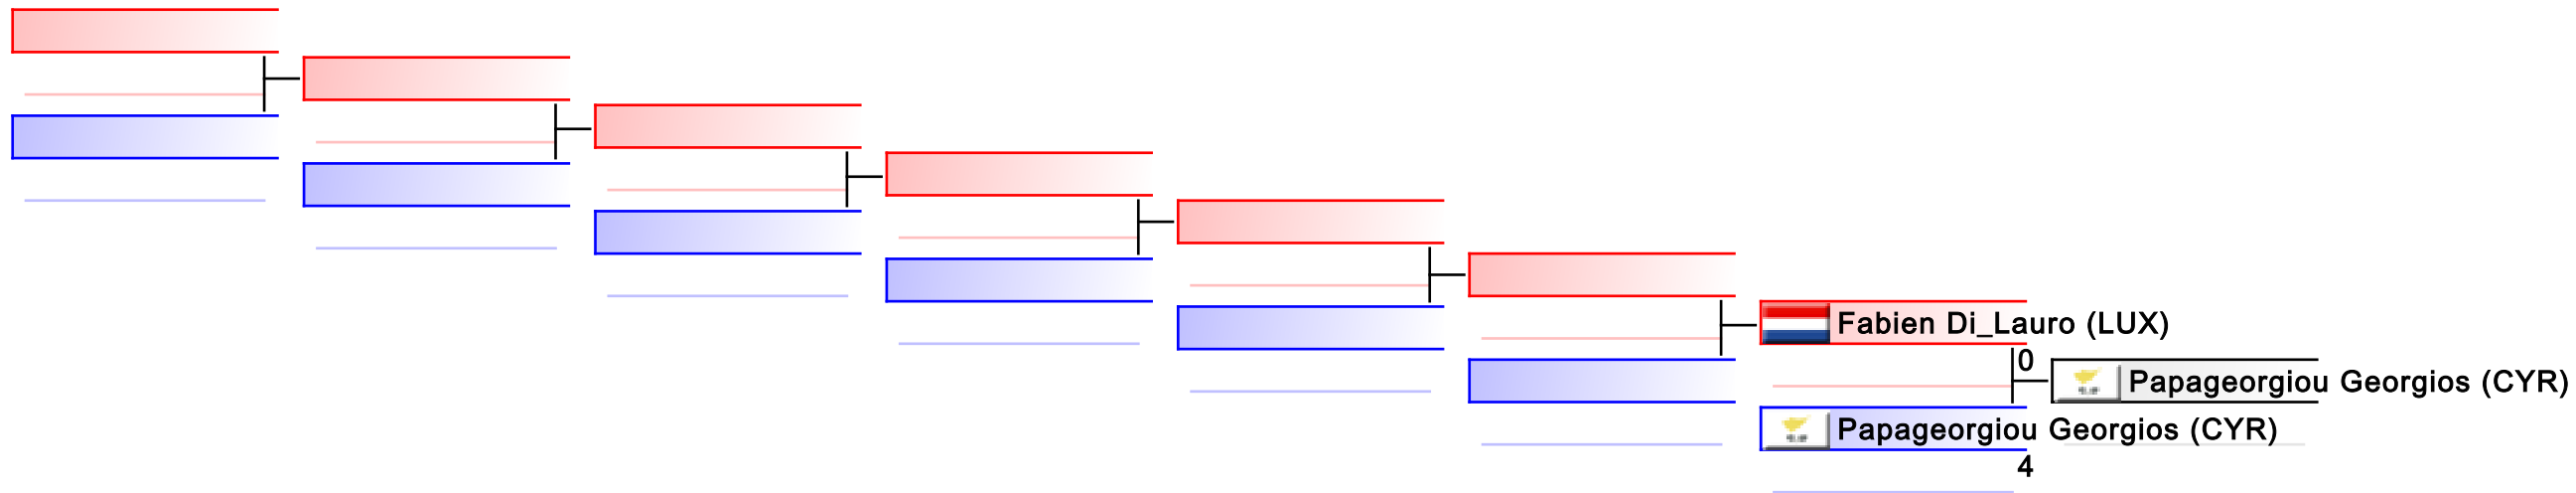 Fabien Di_Lauro (LUX)
0
Papageorgiou Georgios (CYR)
Papageorgiou Georgios (CYR)
4